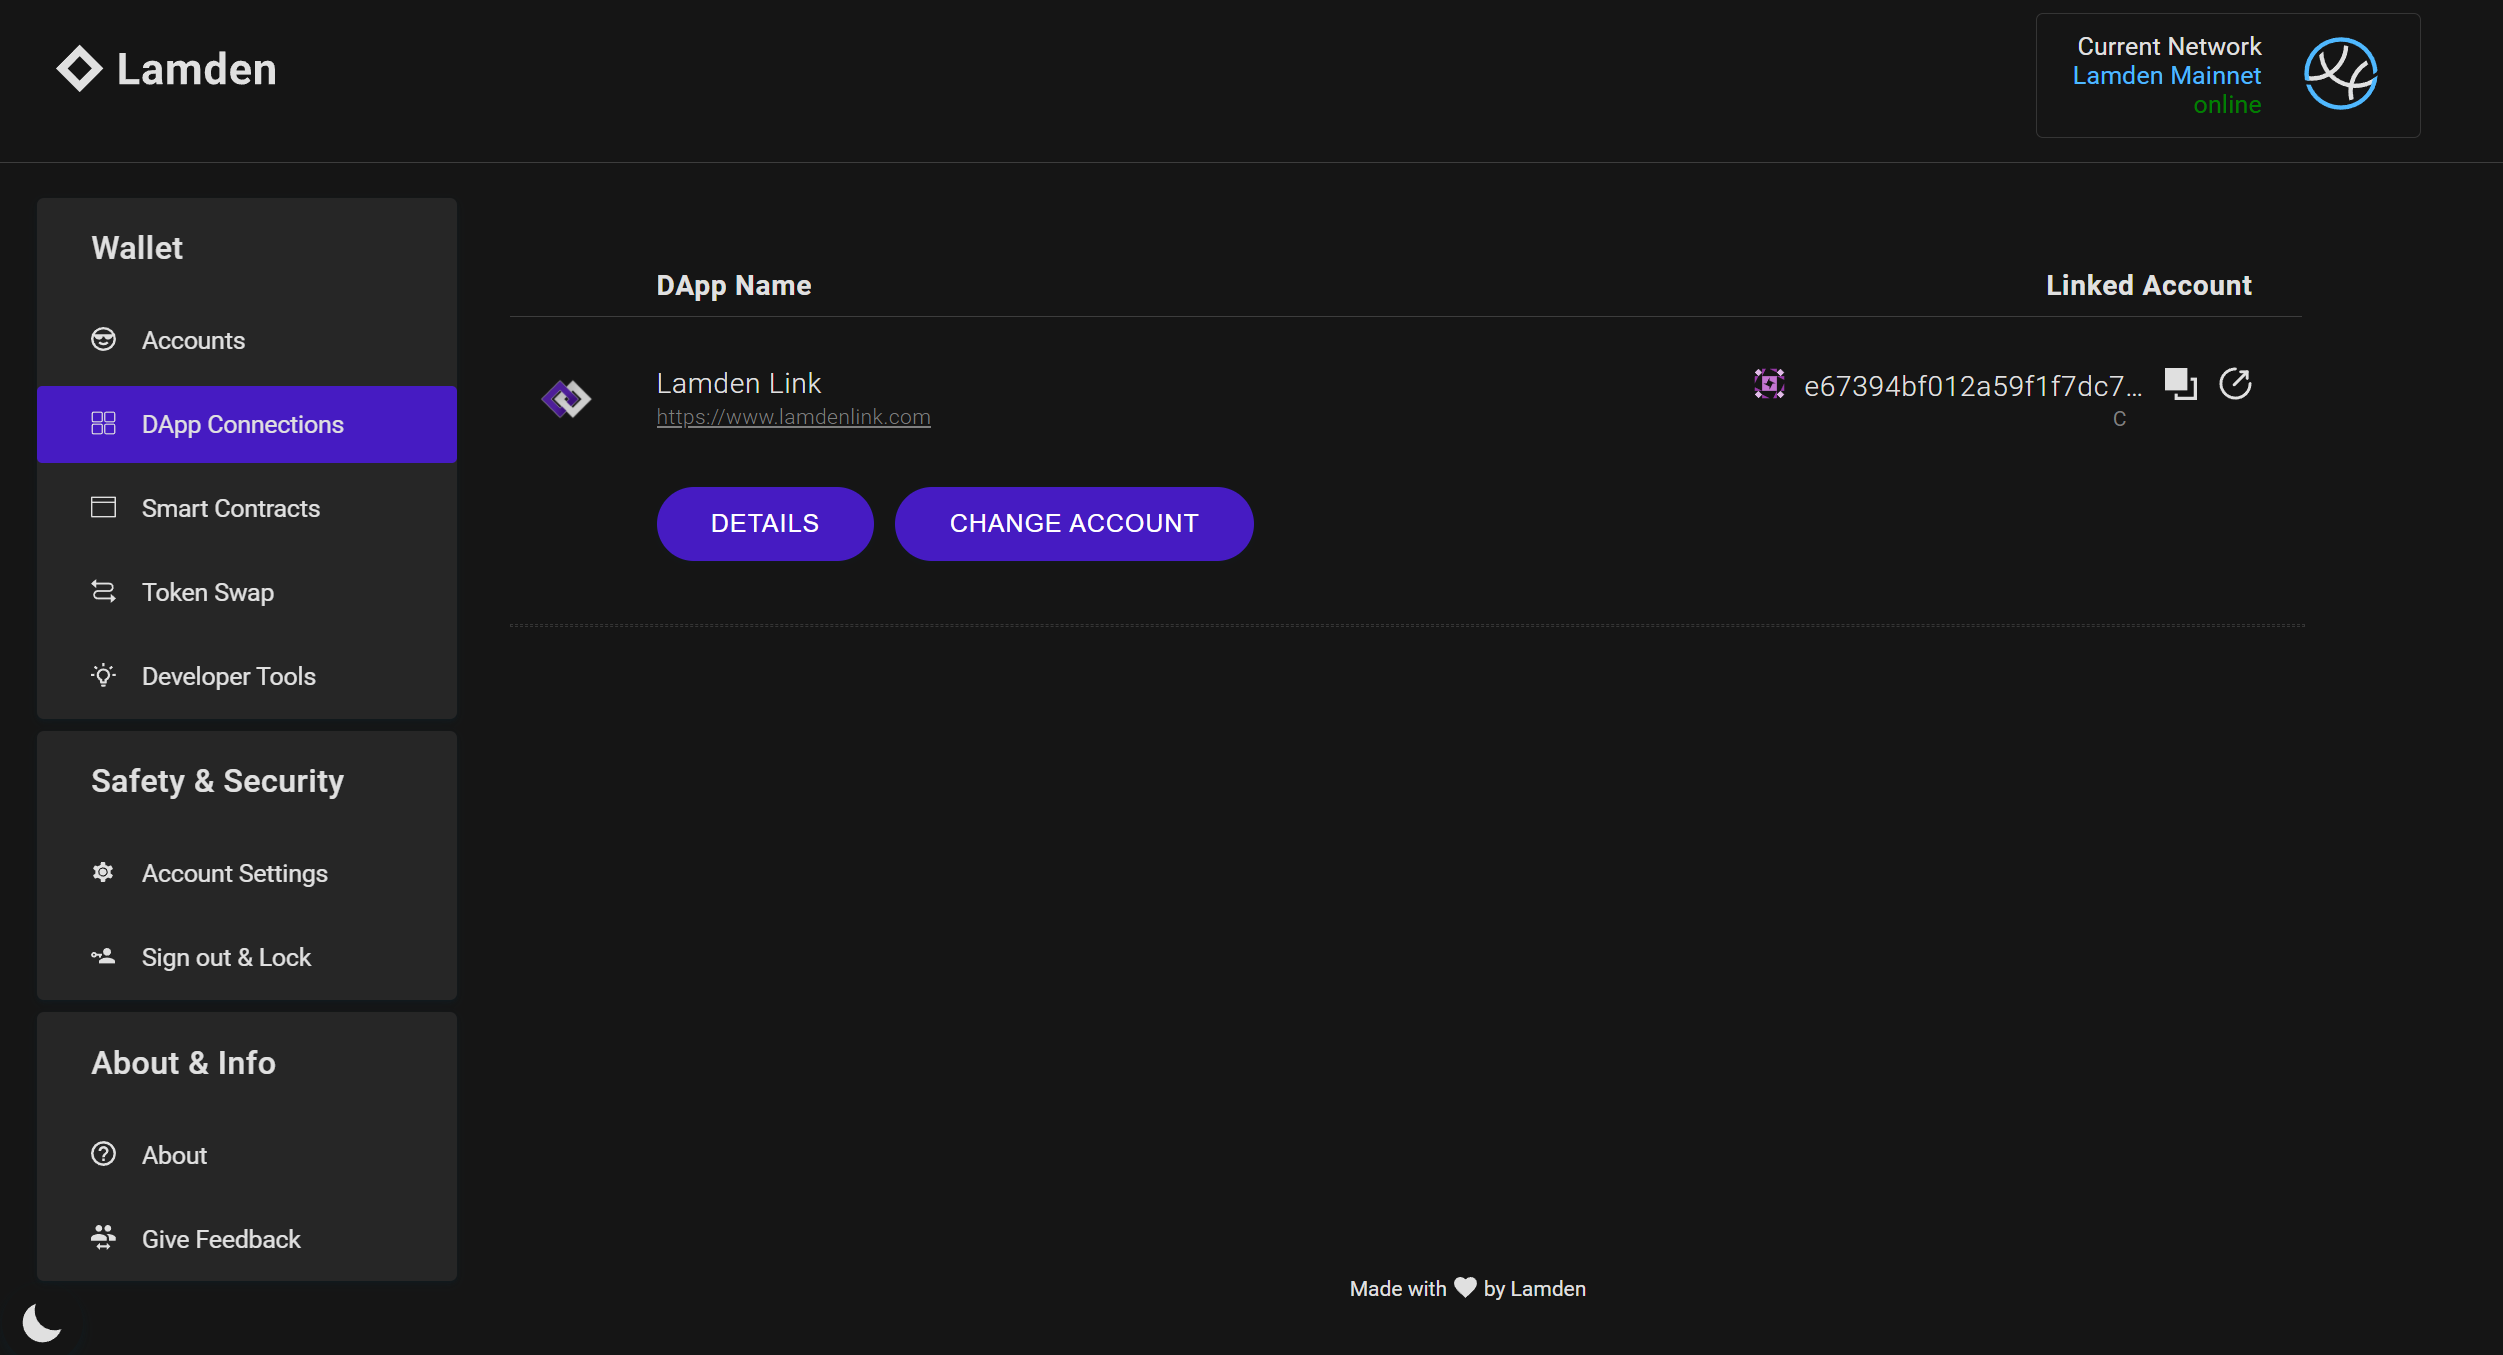 Lamden
Current Network
Lamden Mainnet
online
Wallet
Accounts
DApp Connections
Smart Contracts
Token Swap
Developer Tools
Safety & Security
Account Settings
Sign out & Lock
About & Info
About
Give Feedback
DApp Name
Linked Account
Lamden Link
https://www.lamdenlink.com
e67394bf012a59f1f7dc7...
C
DETAILS
CHANGE ACCOUNT
Made with by Lamden